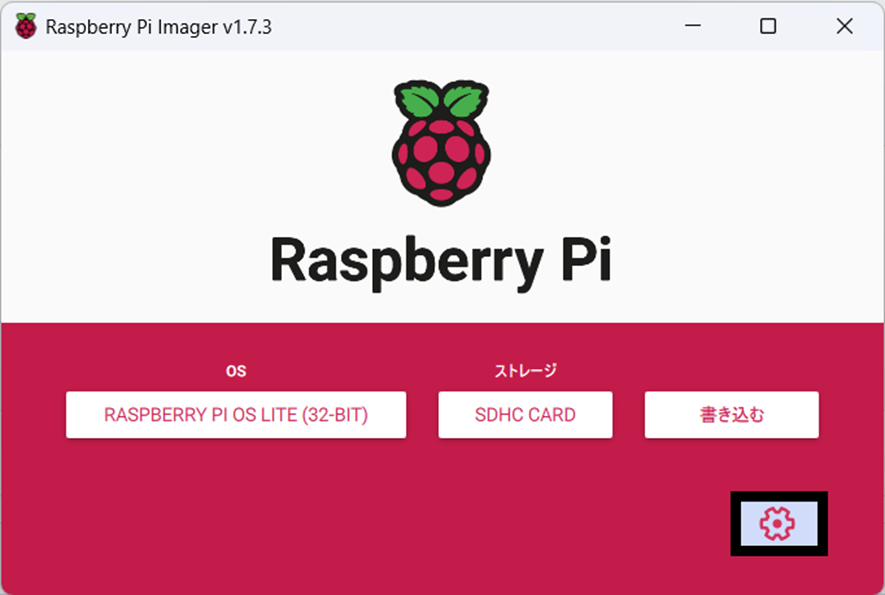 Raspberry Pi Imager v1.7.3
Raspberry Pi
OS
ストレージ
RASPBERRY PI OS LITE (32-BIT)
SDHC CARD
書き込む